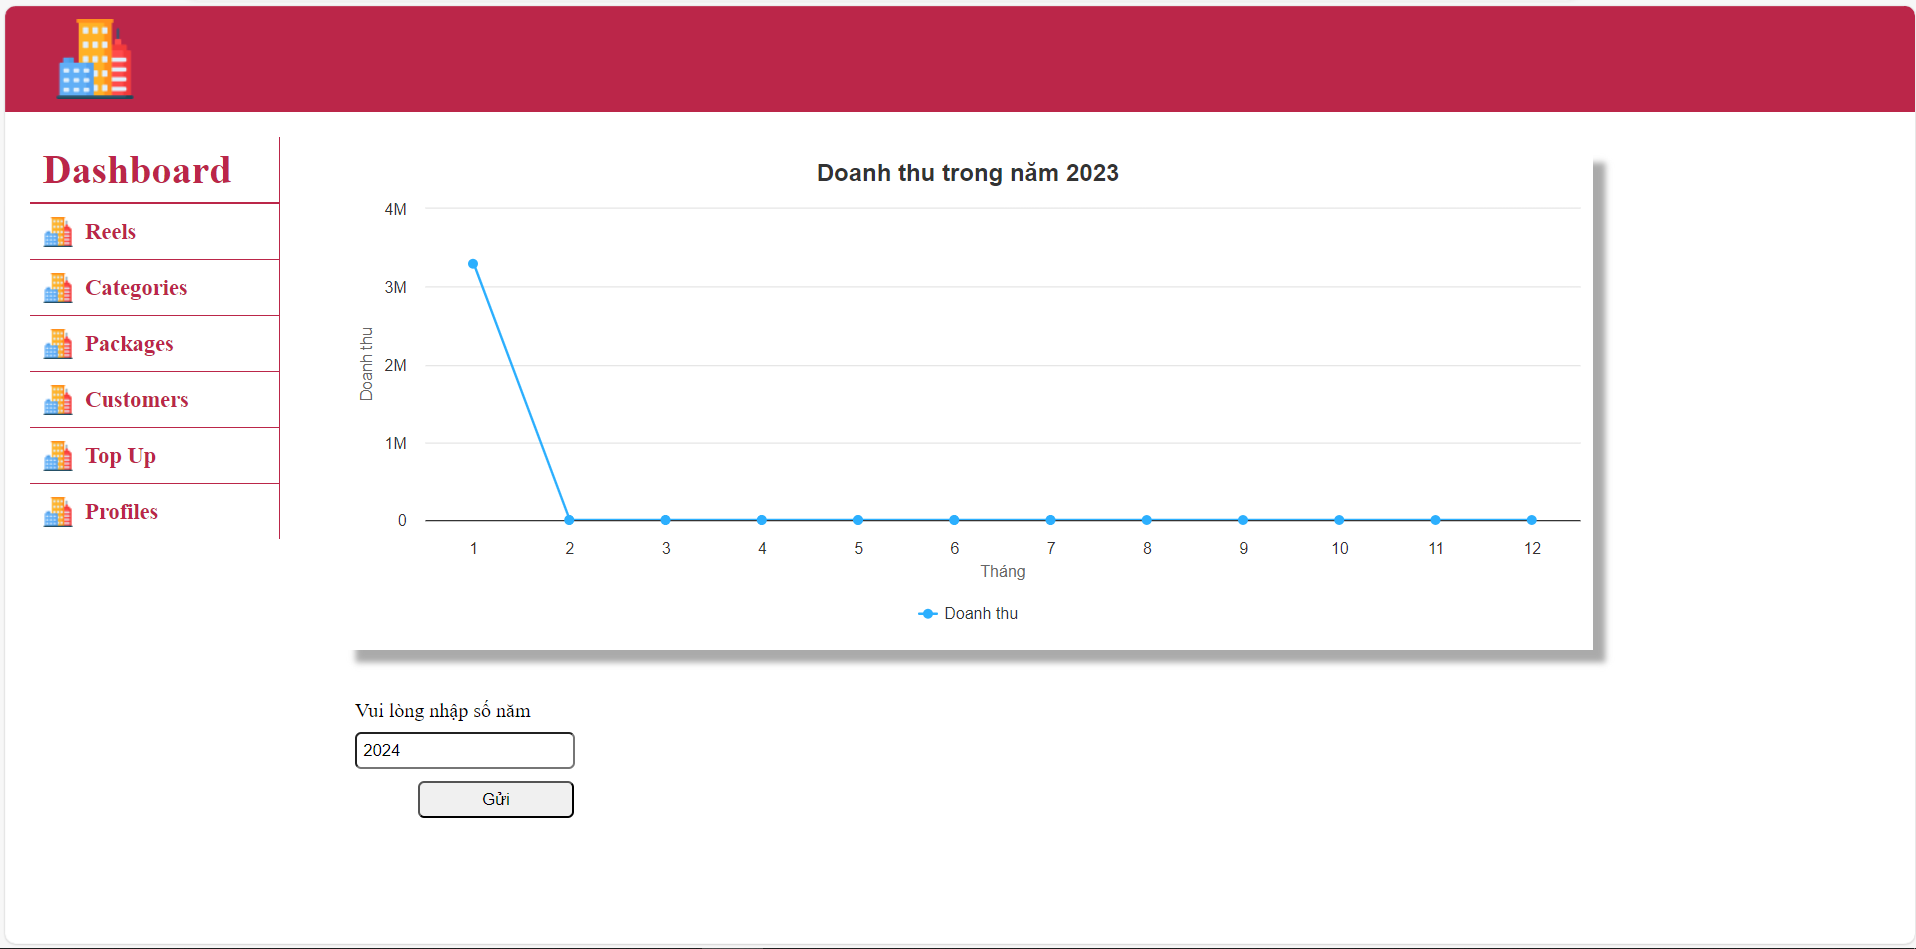 Dashboard
Reels
Categories
Packages
Customers
Top Up
Profiles
Doanh thu trong năm 2023
4M
3M
2M
1M
0
Doanh thu
1 2 3 4 5 6 7 8 9 10 11 12
Tháng
Doanh thu
Vui lòng nhập số năm
2024
Gửi